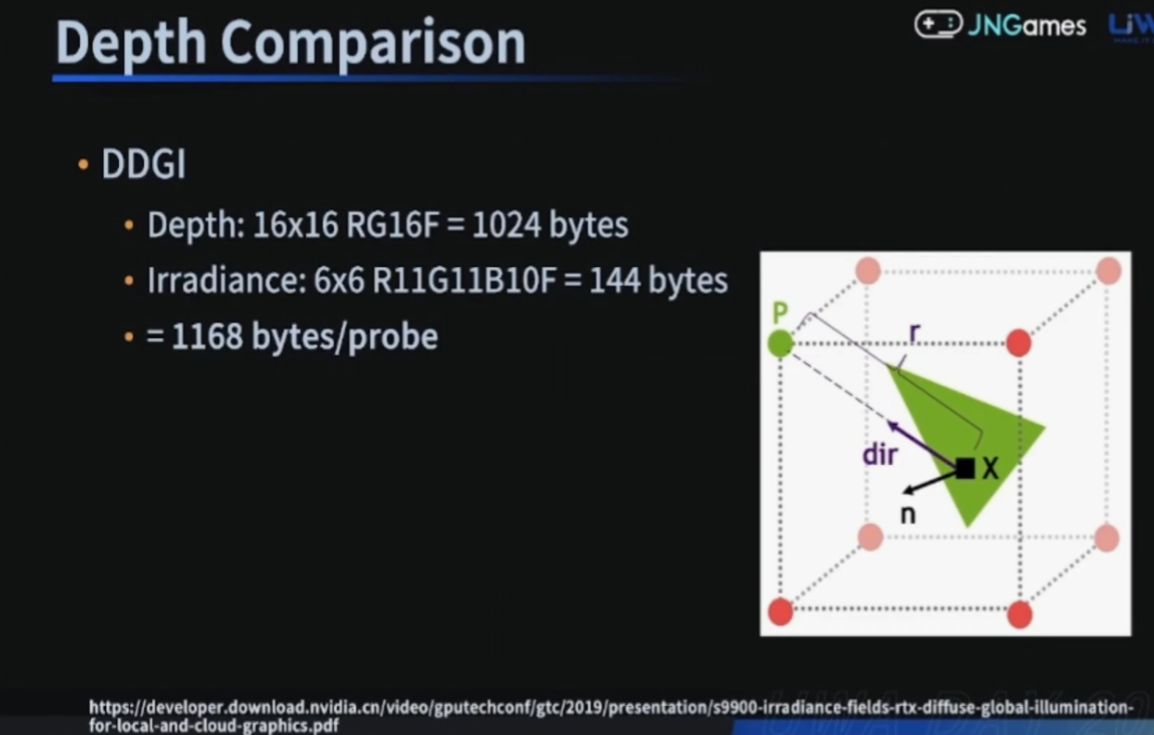 Depth Comparison
JNGames
• DDGI
• Depth: 16x16 RG16F = 1024 bytes
• Irradiance: 6x6 R11G11B10F = 144 bytes
• = 1168 bytes/probe
P
r
dir
X
n
https://developer.download.nvidia.cn/video/gputechconf/gtc/2019/presentation/s9900-irradiance-fields-rtx-diffuse-global-illumination-
for-local-and-cloud-graphics.pdf